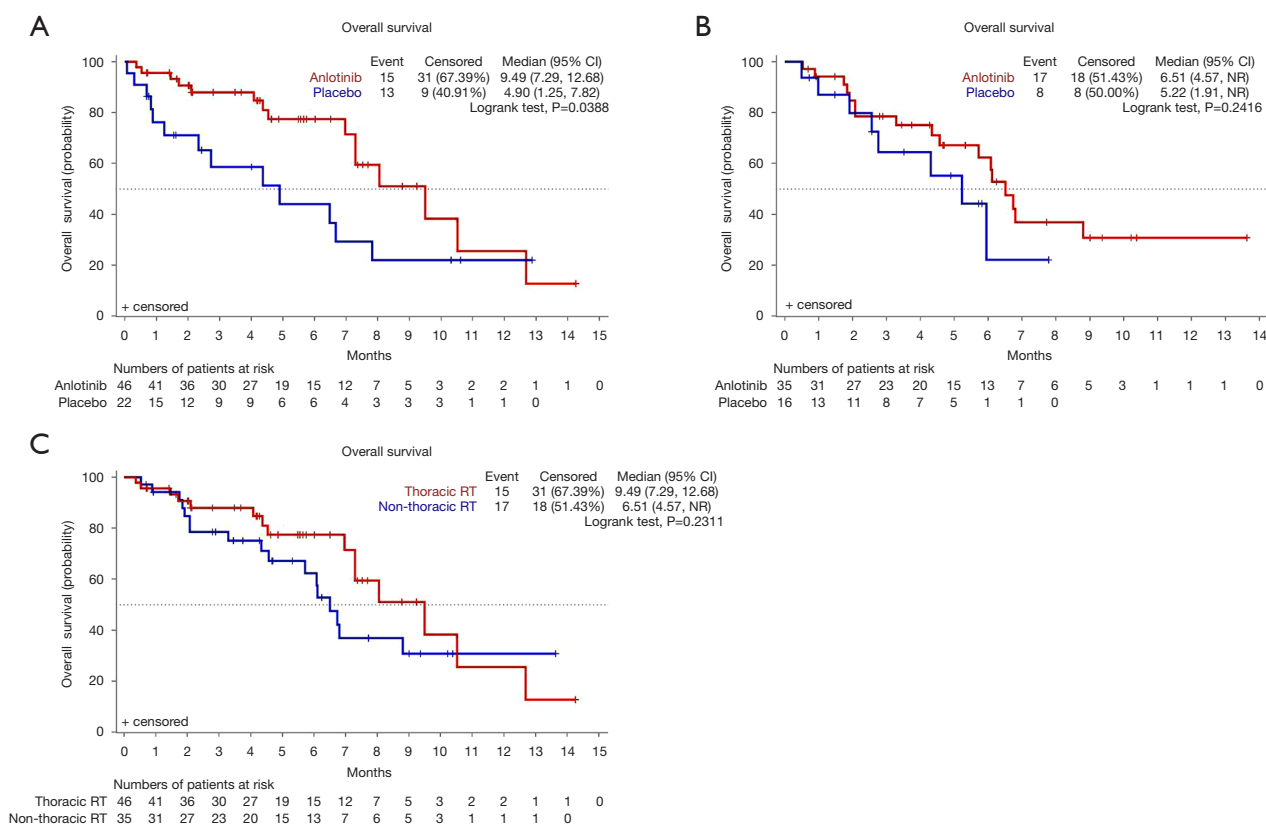 A
Overall survival
Event Censored Median (95% CI)
Anlotinib 15 31 (67.39%) 9.49 (7.29, 12.68)
Placebo 13 9 (40.91%) 4.90 (1.25, 7.82)
Logrank test, P=0.0388
Overall survival (probability)
100
80
60
40
20
0
+ censored
0 1 2 3 4 5 6 7 8 9 10 11 12 13 14 15
Months
Numbers of patients at risk
Anlotinib 46 41 36 30 27 19 15 12 7 5 3 2 2 1 1 0
Placebo 22 15 12 9 9 6 6 4 3 3 3 1 1 0
B
Overall survival
Event Censored Median (95% CI)
Anlotinib 17 18 (51.43%) 6.51 (4.57, NR)
Placebo 8 8 (50.00%) 5.22 (1.91, NR)
Logrank test, P=0.2416
Overall survival (probability)
100
80
60
40
20
0
+ censored
0 1 2 3 4 5 6 7 8 9 10 11 12 13 14
Months
Numbers of patients at risk
Anlotinib 35 31 27 23 20 15 13 7 6 5 3 1 1 1 0
Placebo 16 13 11 8 7 5 1 1 0
C
Overall survival
Event Censored Median (95% CI)
Thoracic RT 15 31 (67.39%) 9.49 (7.29, 12.68)
Non-thoracic RT 17 18 (51.43%) 6.51 (4.57, NR)
Logrank test, P=0.2311
Overall survival (probability)
100
80
60
40
20
0
+ censored
0 1 2 3 4 5 6 7 8 9 10 11 12 13 14 15
Months
Numbers of patients at risk
Thoracic RT 46 41 36 30 27 19 15 12 7 5 3 2 2 1 1 0
Non-thoracic RT 35 31 27 23 20 15 13 7 6 5 3 1 1 1 0